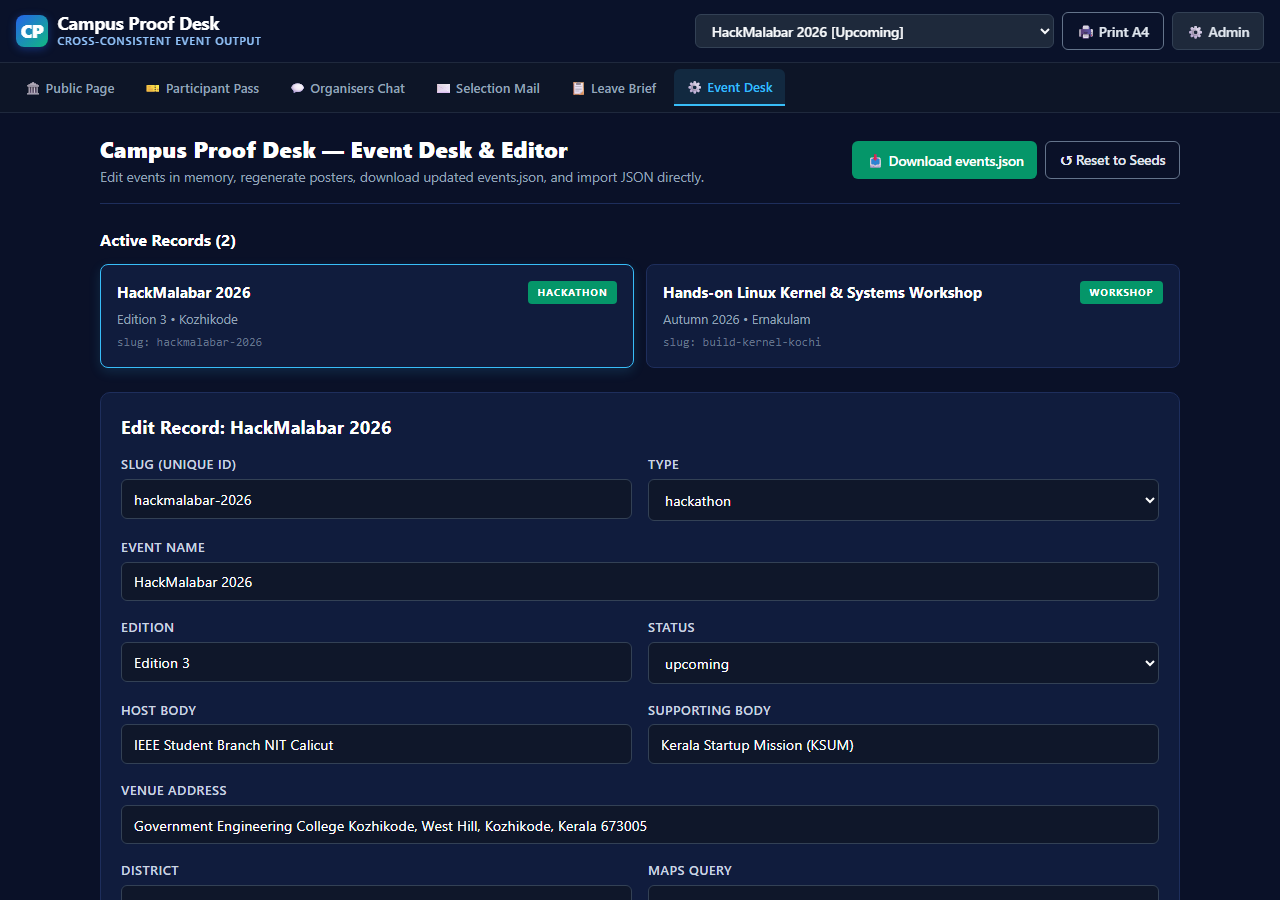 CP
Campus Proof Desk
CROSS-CONSISTENT EVENT OUTPUT
HackMalabar 2026 [Upcoming]
Print A4
Admin
Public Page
Participant Pass
Organisers Chat
Selection Mail
Leave Brief
Event Desk
Campus Proof Desk — Event Desk & Editor
Edit events in memory, regenerate posters, download updated events.json, and import JSON directly.
Download events.json
↺ Reset to Seeds
Active Records (2)
HackMalabar 2026
HACKATHON
Edition 3 • Kozhikode
slug: hackmalabar-2026
Hands-on Linux Kernel & Systems Workshop
WORKSHOP
Autumn 2026 • Ernakulam
slug: build-kernel-kochi
Edit Record: HackMalabar 2026
SLUG (UNIQUE ID)
TYPE
hackmalabar-2026
hackathon
EVENT NAME
HackMalabar 2026
EDITION
STATUS
Edition 3
upcoming
HOST BODY
SUPPORTING BODY
IEEE Student Branch NIT Calicut
Kerala Startup Mission (KSUM)
VENUE ADDRESS
Government Engineering College Kozhikode, West Hill, Kozhikode, Kerala 673005
DISTRICT
MAPS QUERY